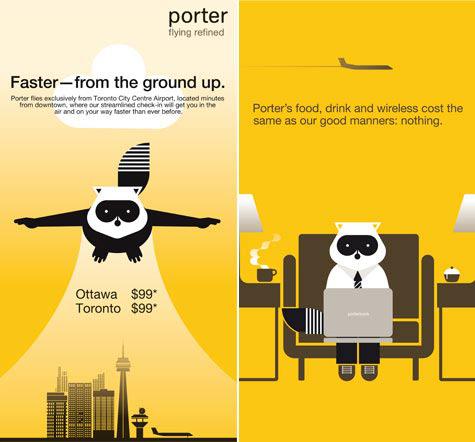 porter
flying refined
Faster—from the ground up.
Porter flies exclusively from Toronto City Centre Airport, located minutes
from downtown, where our streamlined check-in will get you in the
air and on your way faster than ever before.
Ottawa $99*
Toronto $99*
Porter's food, drink and wireless cost the
same as our good manners: nothing.